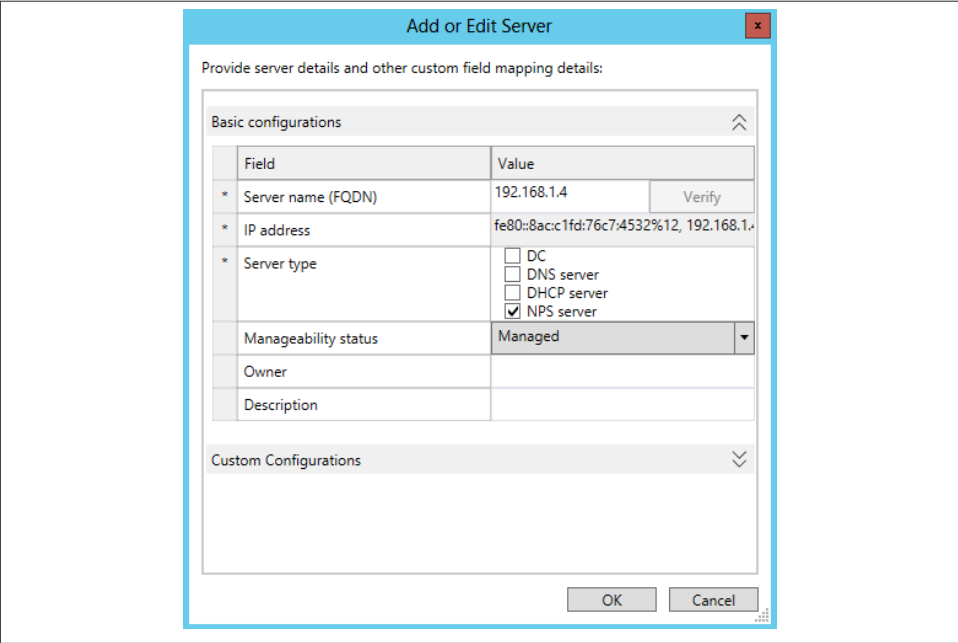 Add or Edit Server
x
Provide server details and other custom field mapping details:
Basic configurations
Field Value
* Server name (FQDN) 192.168.1.4 Verify
* IP address fe80::8ac:c1fd:76c7:4532%12, 192.168.1.4
* Server type
DC
DNS server
DHCP server
NPS server
Manageability status Managed
Owner
Description
Custom Configurations
OK Cancel